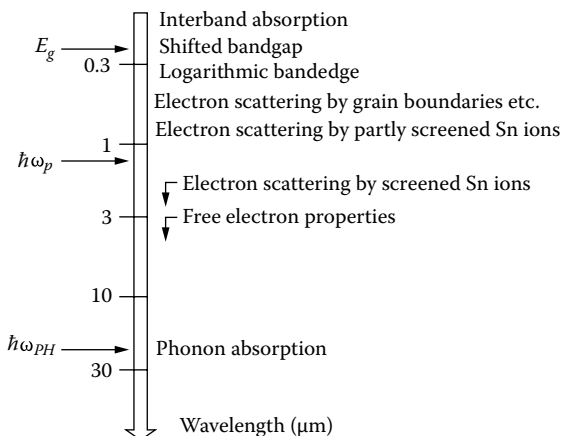 Interband absorption
E_g
Shifted bandgap
0.3
Logarithmic bandedge
Electron scattering by grain boundaries etc.
Electron scattering by partly screened Sn ions
1
ℏω_p
Electron scattering by screened Sn ions
3
Free electron properties
10
ℏω_PH
Phonon absorption
30
Wavelength (μm)